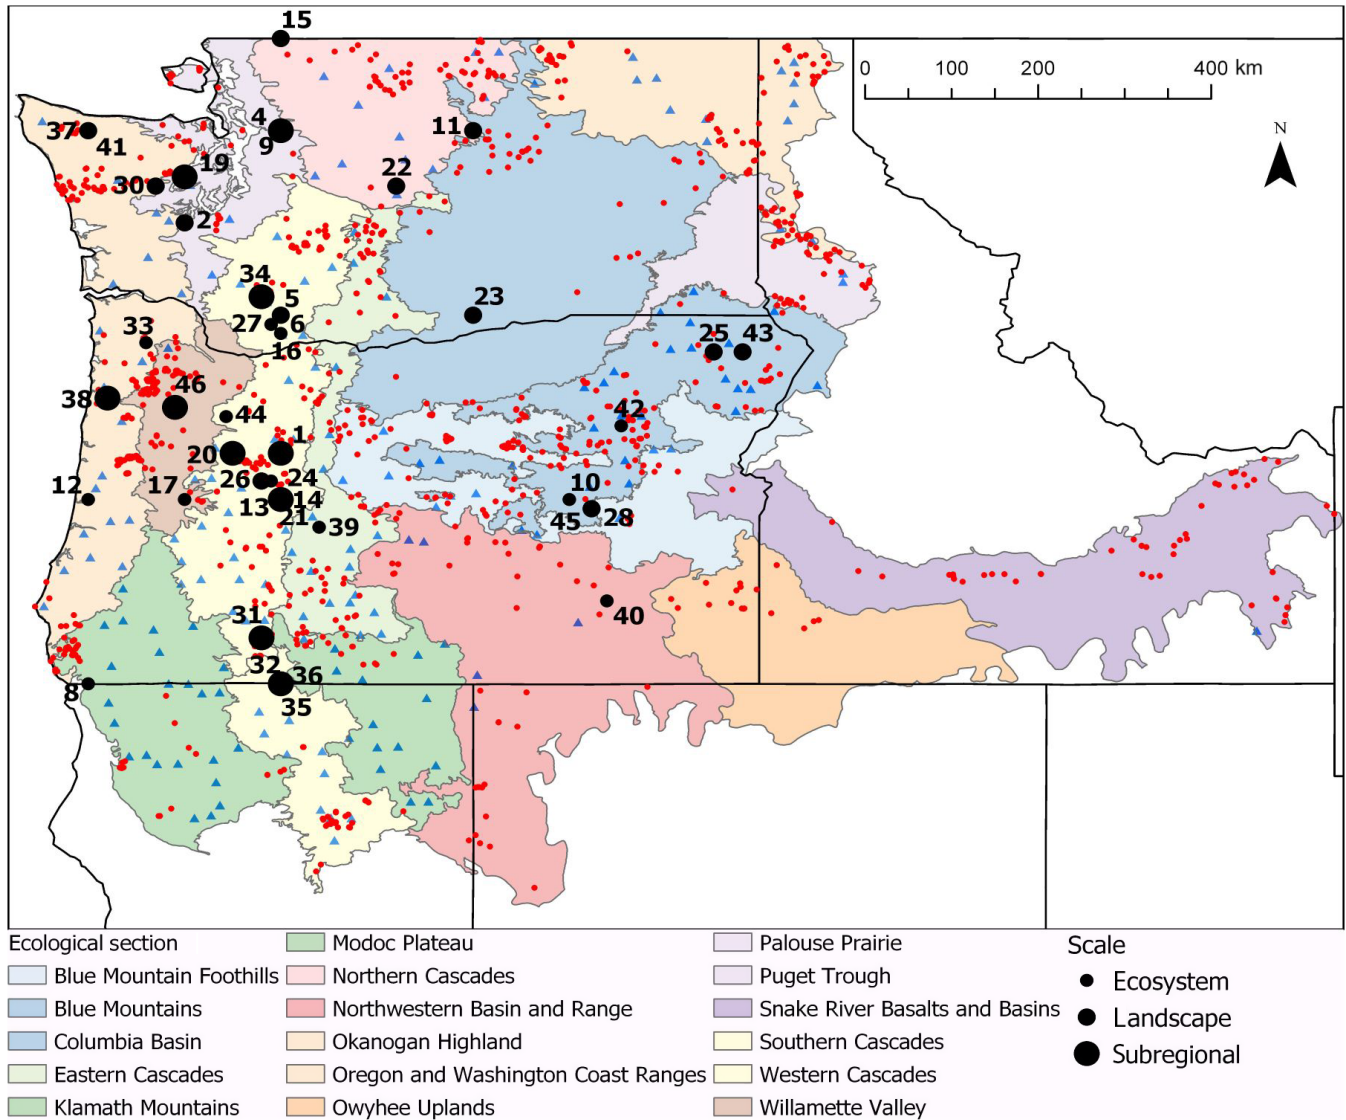 15
0 100 200 400 km
N
4
9
37
41
11
19
30
22
2
34
5
27 6
16
23
33
25 43
38
46
44
42
20
1
26 24
12
17
13 14
21
10
45 28
39
31
32
40
36
8
35
Ecological section
Blue Mountain Foothills
Blue Mountains
Columbia Basin
Eastern Cascades
Klamath Mountains
Modoc Plateau
Northern Cascades
Northwestern Basin and Range
Okanogan Highland
Oregon and Washington Coast Ranges
Owyhee Uplands
Palouse Prairie
Puget Trough
Snake River Basalts and Basins
Southern Cascades
Western Cascades
Willamette Valley
Scale
Ecosystem
Landscape
Subregional